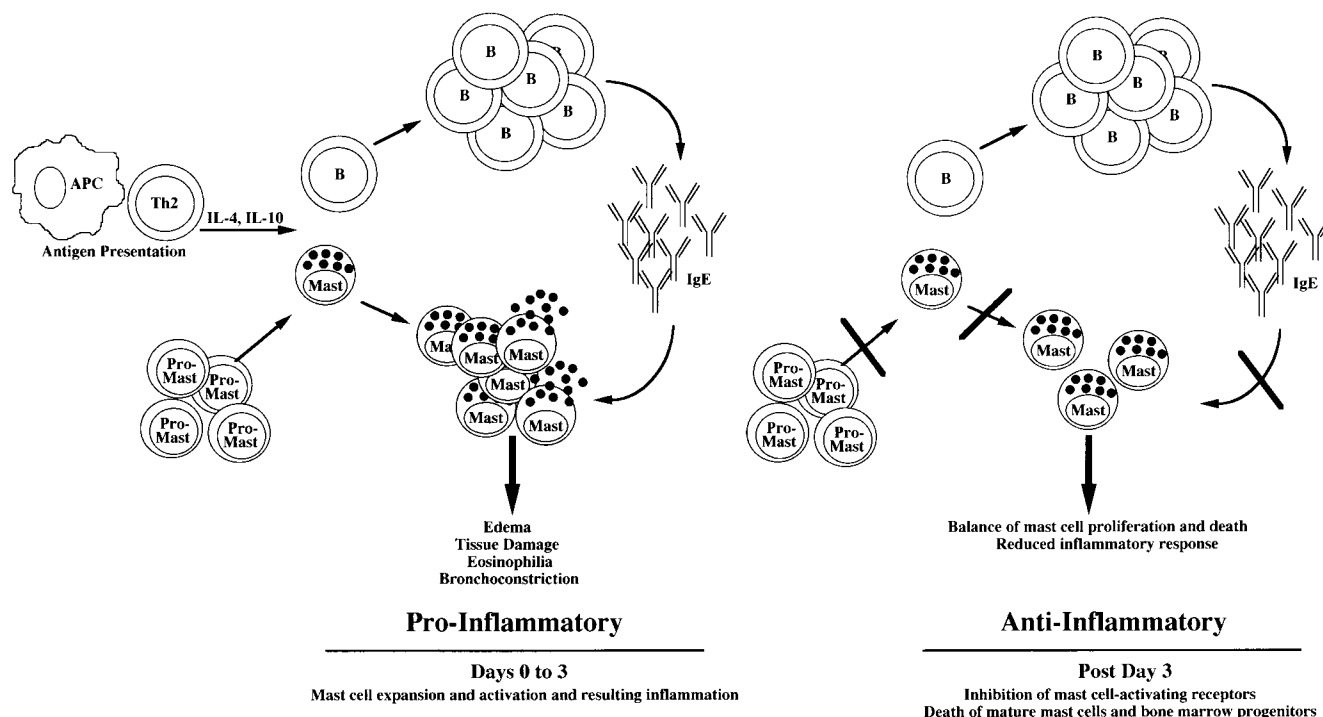 B
B
B
B
B
B
B
APC
Th2
IL-4, IL-10
Antigen Presentation
IgE
Mast
Mast
Mast
Mast
Mast
Mast
Pro-
Mast
Pro-
Mast
Pro-
Mast
Pro-
Mast
Edema
Tissue Damage
Eosinophilia
Bronchoconstriction
Pro-Inflammatory
Days 0 to 3
Mast cell expansion and activation and resulting inflammation
B
B
B
B
B
B
B
IgE
Mast
Mast
Mast
Mast
Pro-
Mast
Pro-
Mast
Pro-
Mast
Pro-
Mast
Balance of mast cell proliferation and death
Reduced inflammatory response
Anti-Inflammatory
Post Day 3
Inhibition of mast cell-activating receptors
Death of mature mast cells and bone marrow progenitors